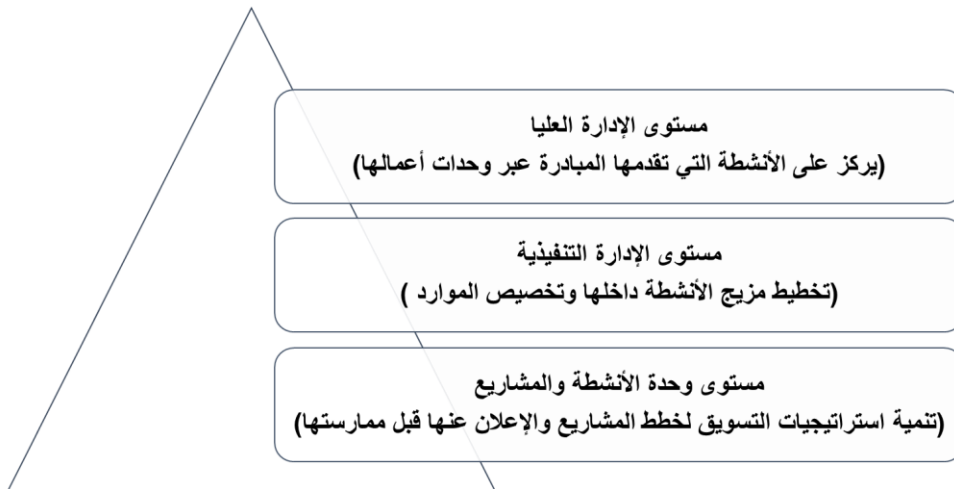 مستوى الإدارة العليا
(يركز على الأنشطة التي تقدمها المبادرة عبر وحدات أعمالها)
مستوى الإدارة التنفيذية
(تخطيط مزيج الأنشطة داخلها وتخصيص الموارد )
مستوى وحدة الأنشطة والمشاريع
(تنمية استراتيجيات التسويق لخطط المشاريع والإعلان عنها قبل ممارستها)